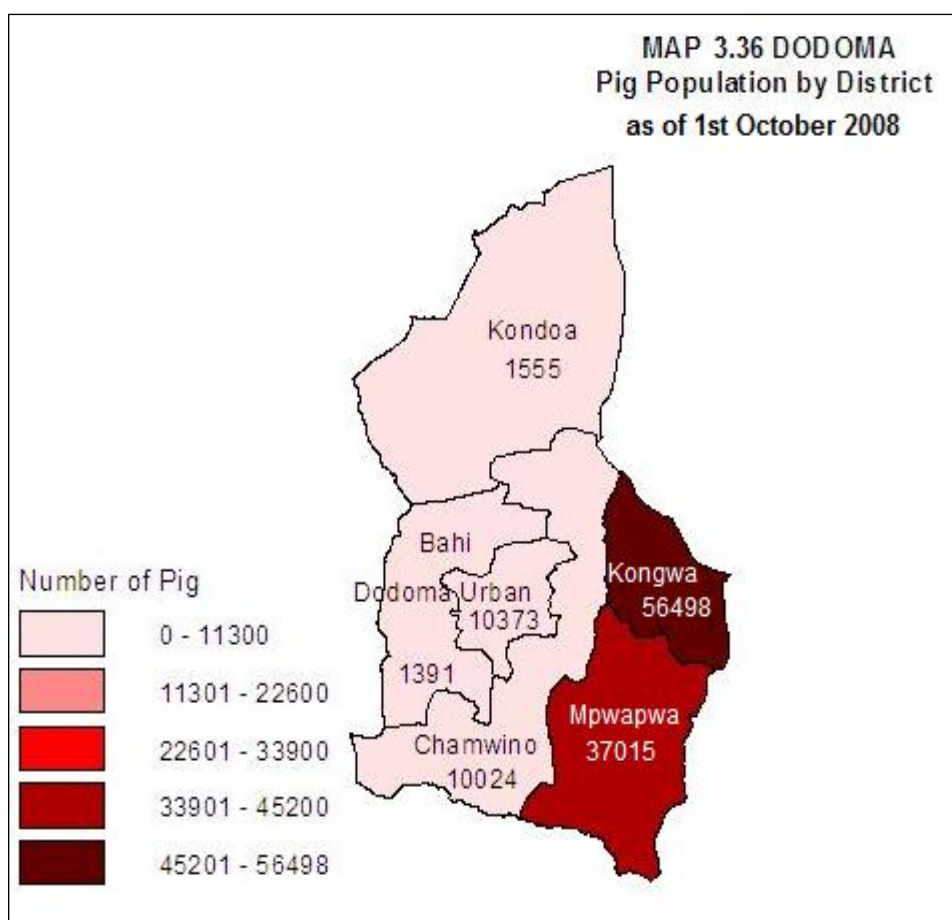 MAP 3.36 DODOMA
Pig Population by District
as of 1st October 2008
Kondoa
1555
Bahi
Dodoma Urban
10373
1391
Kongwa
56498
Mpwapwa
37015
Chamwino
10024
Number of Pig
0 - 11300
11301 - 22600
22601 - 33900
33901 - 45200
45201 - 56498